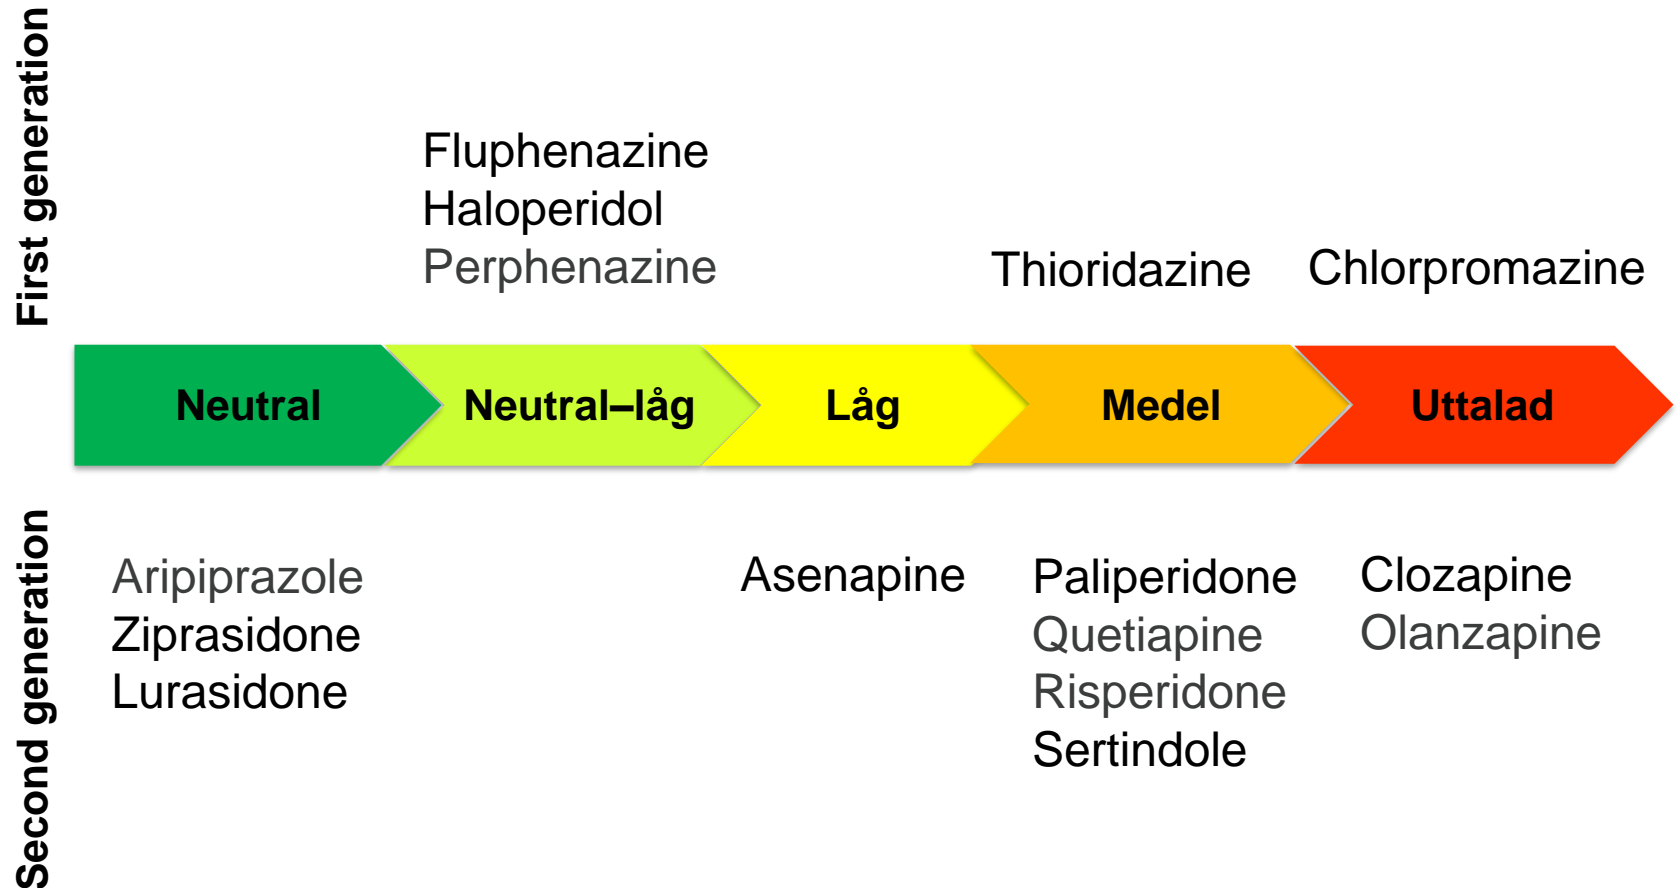 First generation
Fluphenazine
Haloperidol
Perphenazine
Thioridazine
Chlorpromazine
Neutral
Neutral–låg
Låg
Medel
Uttalad
Second generation
Aripiprazole
Ziprasidone
Lurasidone
Asenapine
Paliperidone
Quetiapine
Risperidone
Sertindole
Clozapine
Olanzapine